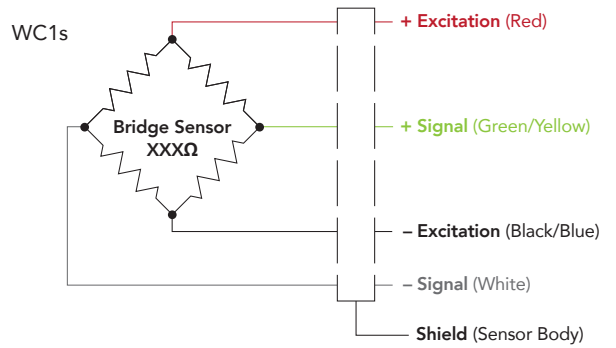 WC1s
+ Excitation (Red)
Bridge Sensor
XXXΩ
+ Signal (Green/Yellow)
– Excitation (Black/Blue)
– Signal (White)
Shield (Sensor Body)